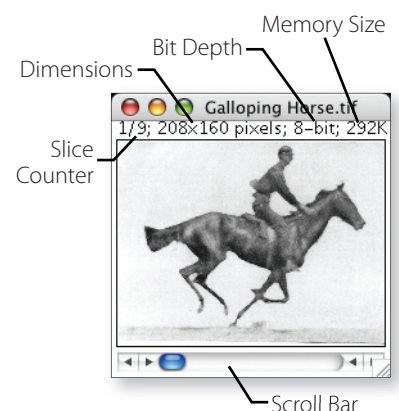 Memory Size
Bit Depth
Dimensions
Galloping Horse.tif
1/9; 208x160 pixels; 8-bit; 292K
Slice
Counter
Scroll Bar